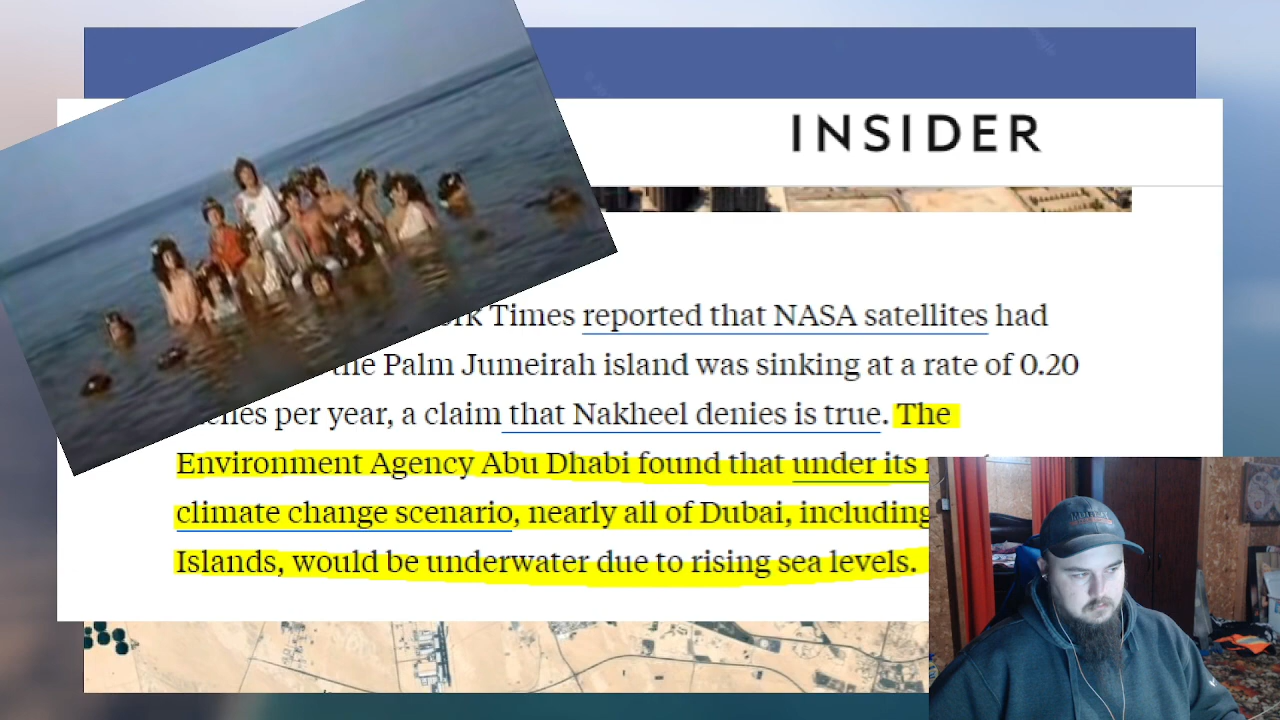 INSIDER
Times reported that NASA satellites had
the Palm Jumeirah island was sinking at a rate of 0.20
per year, a claim that Nakheel denies is true. The
Environment Agency Abu Dhabi found that under its
climate change scenario, nearly all of Dubai, including
Islands, would be underwater due to rising sea levels.